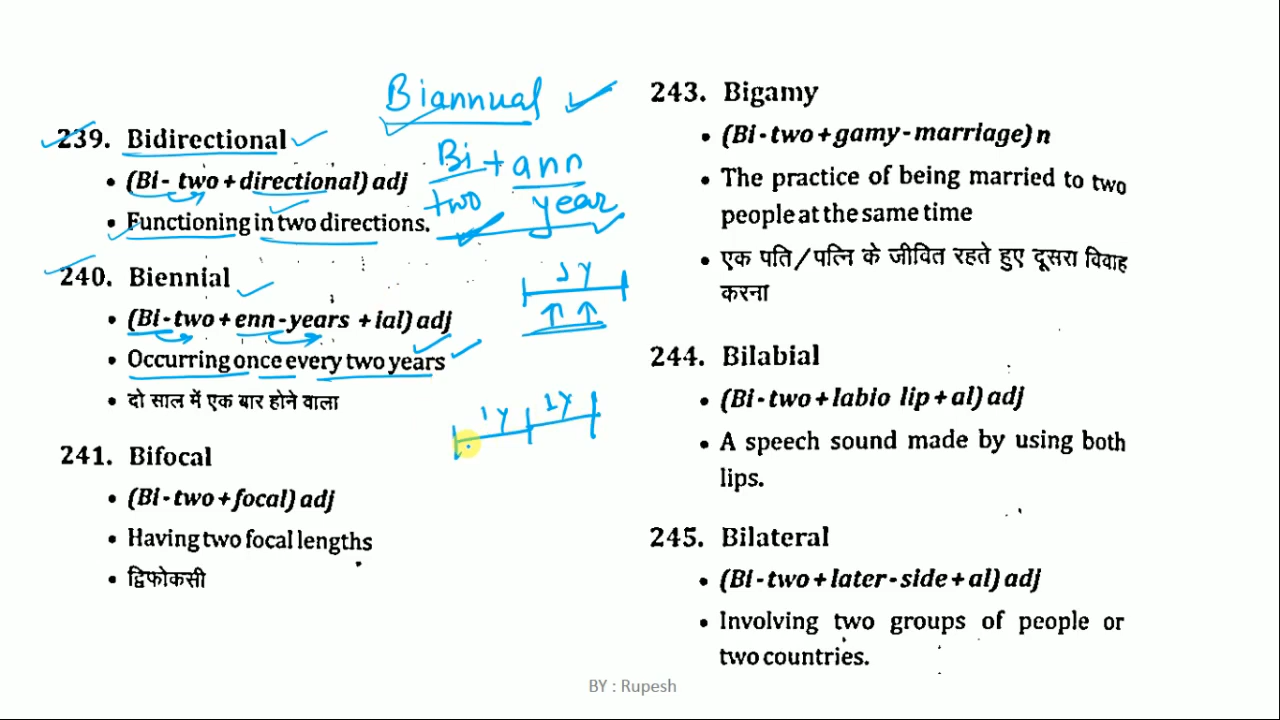 Biannual
Bi + ann
two year
239. Bidirectional
• (Bi - two + directional) adj
• Functioning in two directions.
240. Biennial
• (Bi - two + enn - years + ial) adj
• Occurring once every two years
• दो साल में एक बार होने वाला
1 Y
1 Y 1 Y
241. Bifocal
• (Bi - two + focal) adj
• Having two focal lengths
• द्विफोकसी
243. Bigamy
• (Bi - two + gamy - marriage) n
• The practice of being married to two
people at the same time
• एक पति/पत्नि के जीवित रहते हुए दूसरा विवाह
करना
244. Bilabial
• (Bi - two + labio lip + al) adj
• A speech sound made by using both
lips.
245. Bilateral
• (Bi - two + later - side + al) adj
• Involving two groups of people or
two countries.
BY : Rupesh